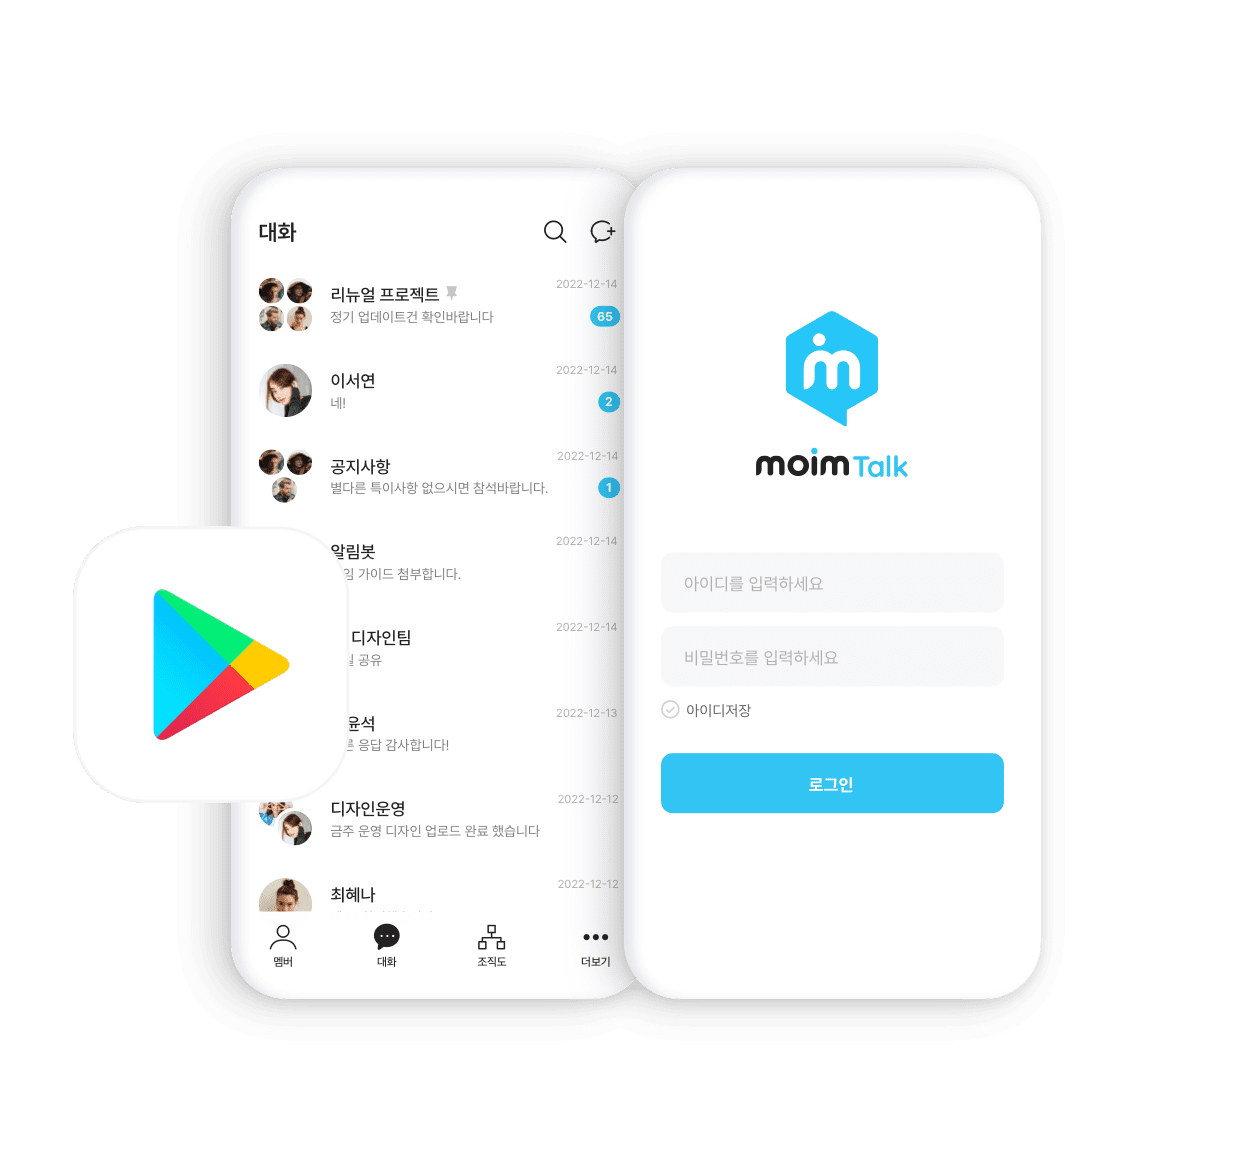 대화
리뉴얼 프로젝트
2022-12-14
정기 업데이트건 확인바랍니다
65
이서연
2022-12-14
네!
2
공지사항
2022-12-14
별다른 특이사항 없으시면 참석바랍니다.
1
알림봇
2022-12-14
가이드 첨부합니다.
디자인팀
2022-12-14
공유
윤석
2022-12-13
응답 감사합니다!
디자인운영
2022-12-12
금주 운영 디자인 업로드 완료 했습니다
최혜나
2022-12-12
멤버
대화
조직도
더보기
m
moim Talk
아이디를 입력하세요
비밀번호를 입력하세요
아이디저장
로그인